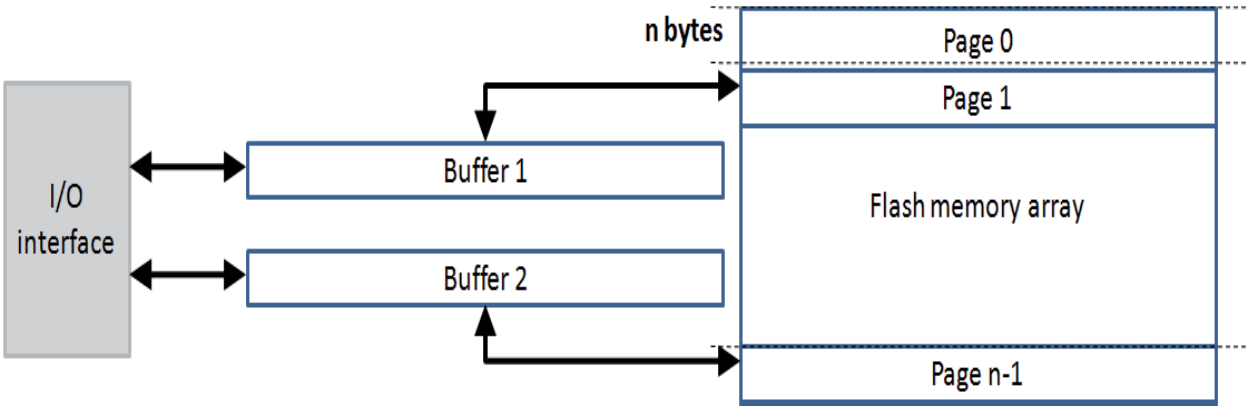 n bytes
Page 0
Page 1
Buffer 1
I/O
interface
Flash memory array
Buffer 2
Page n-1